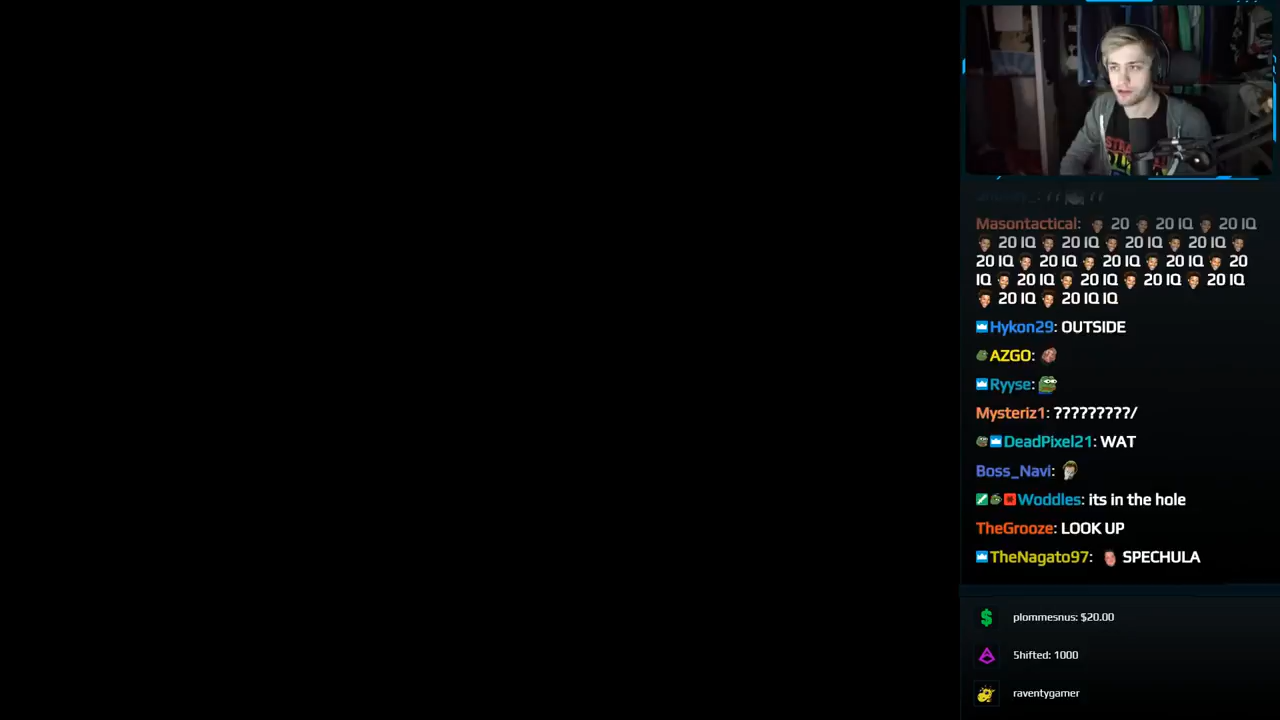 Masontactical: 20 20 IQ 20 IQ
20 IQ 20 IQ 20 IQ 20 IQ
20 IQ 20 IQ 20 IQ 20 IQ 20
IQ 20 IQ 20 IQ 20 IQ 20 IQ
20 IQ 20 IQ IQ
Hykon29: OUTSIDE
AZGO:
Ryyse:
Mysteriz1: ?????????/
DeadPixel21: WAT
Boss_Navi:
Woddles: its in the hole
TheGrooze: LOOK UP
TheNagato97: SPECHULA
plommesnus: $20.00
5hifted: 1000
raventygamer